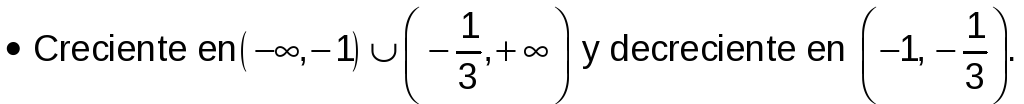 • Creciente en (−∞, −1) ∪ (−1/3, +∞) y decreciente en (−1, −1/3).